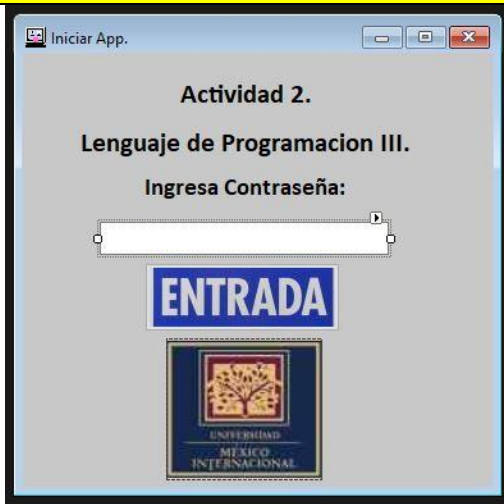 Iniciar App.
Actividad 2.
Lenguaje de Programacion III.
Ingresa Contraseña:
ENTRADA
UNIVERSIDAD
MÉXICO
INTERNACIONAL